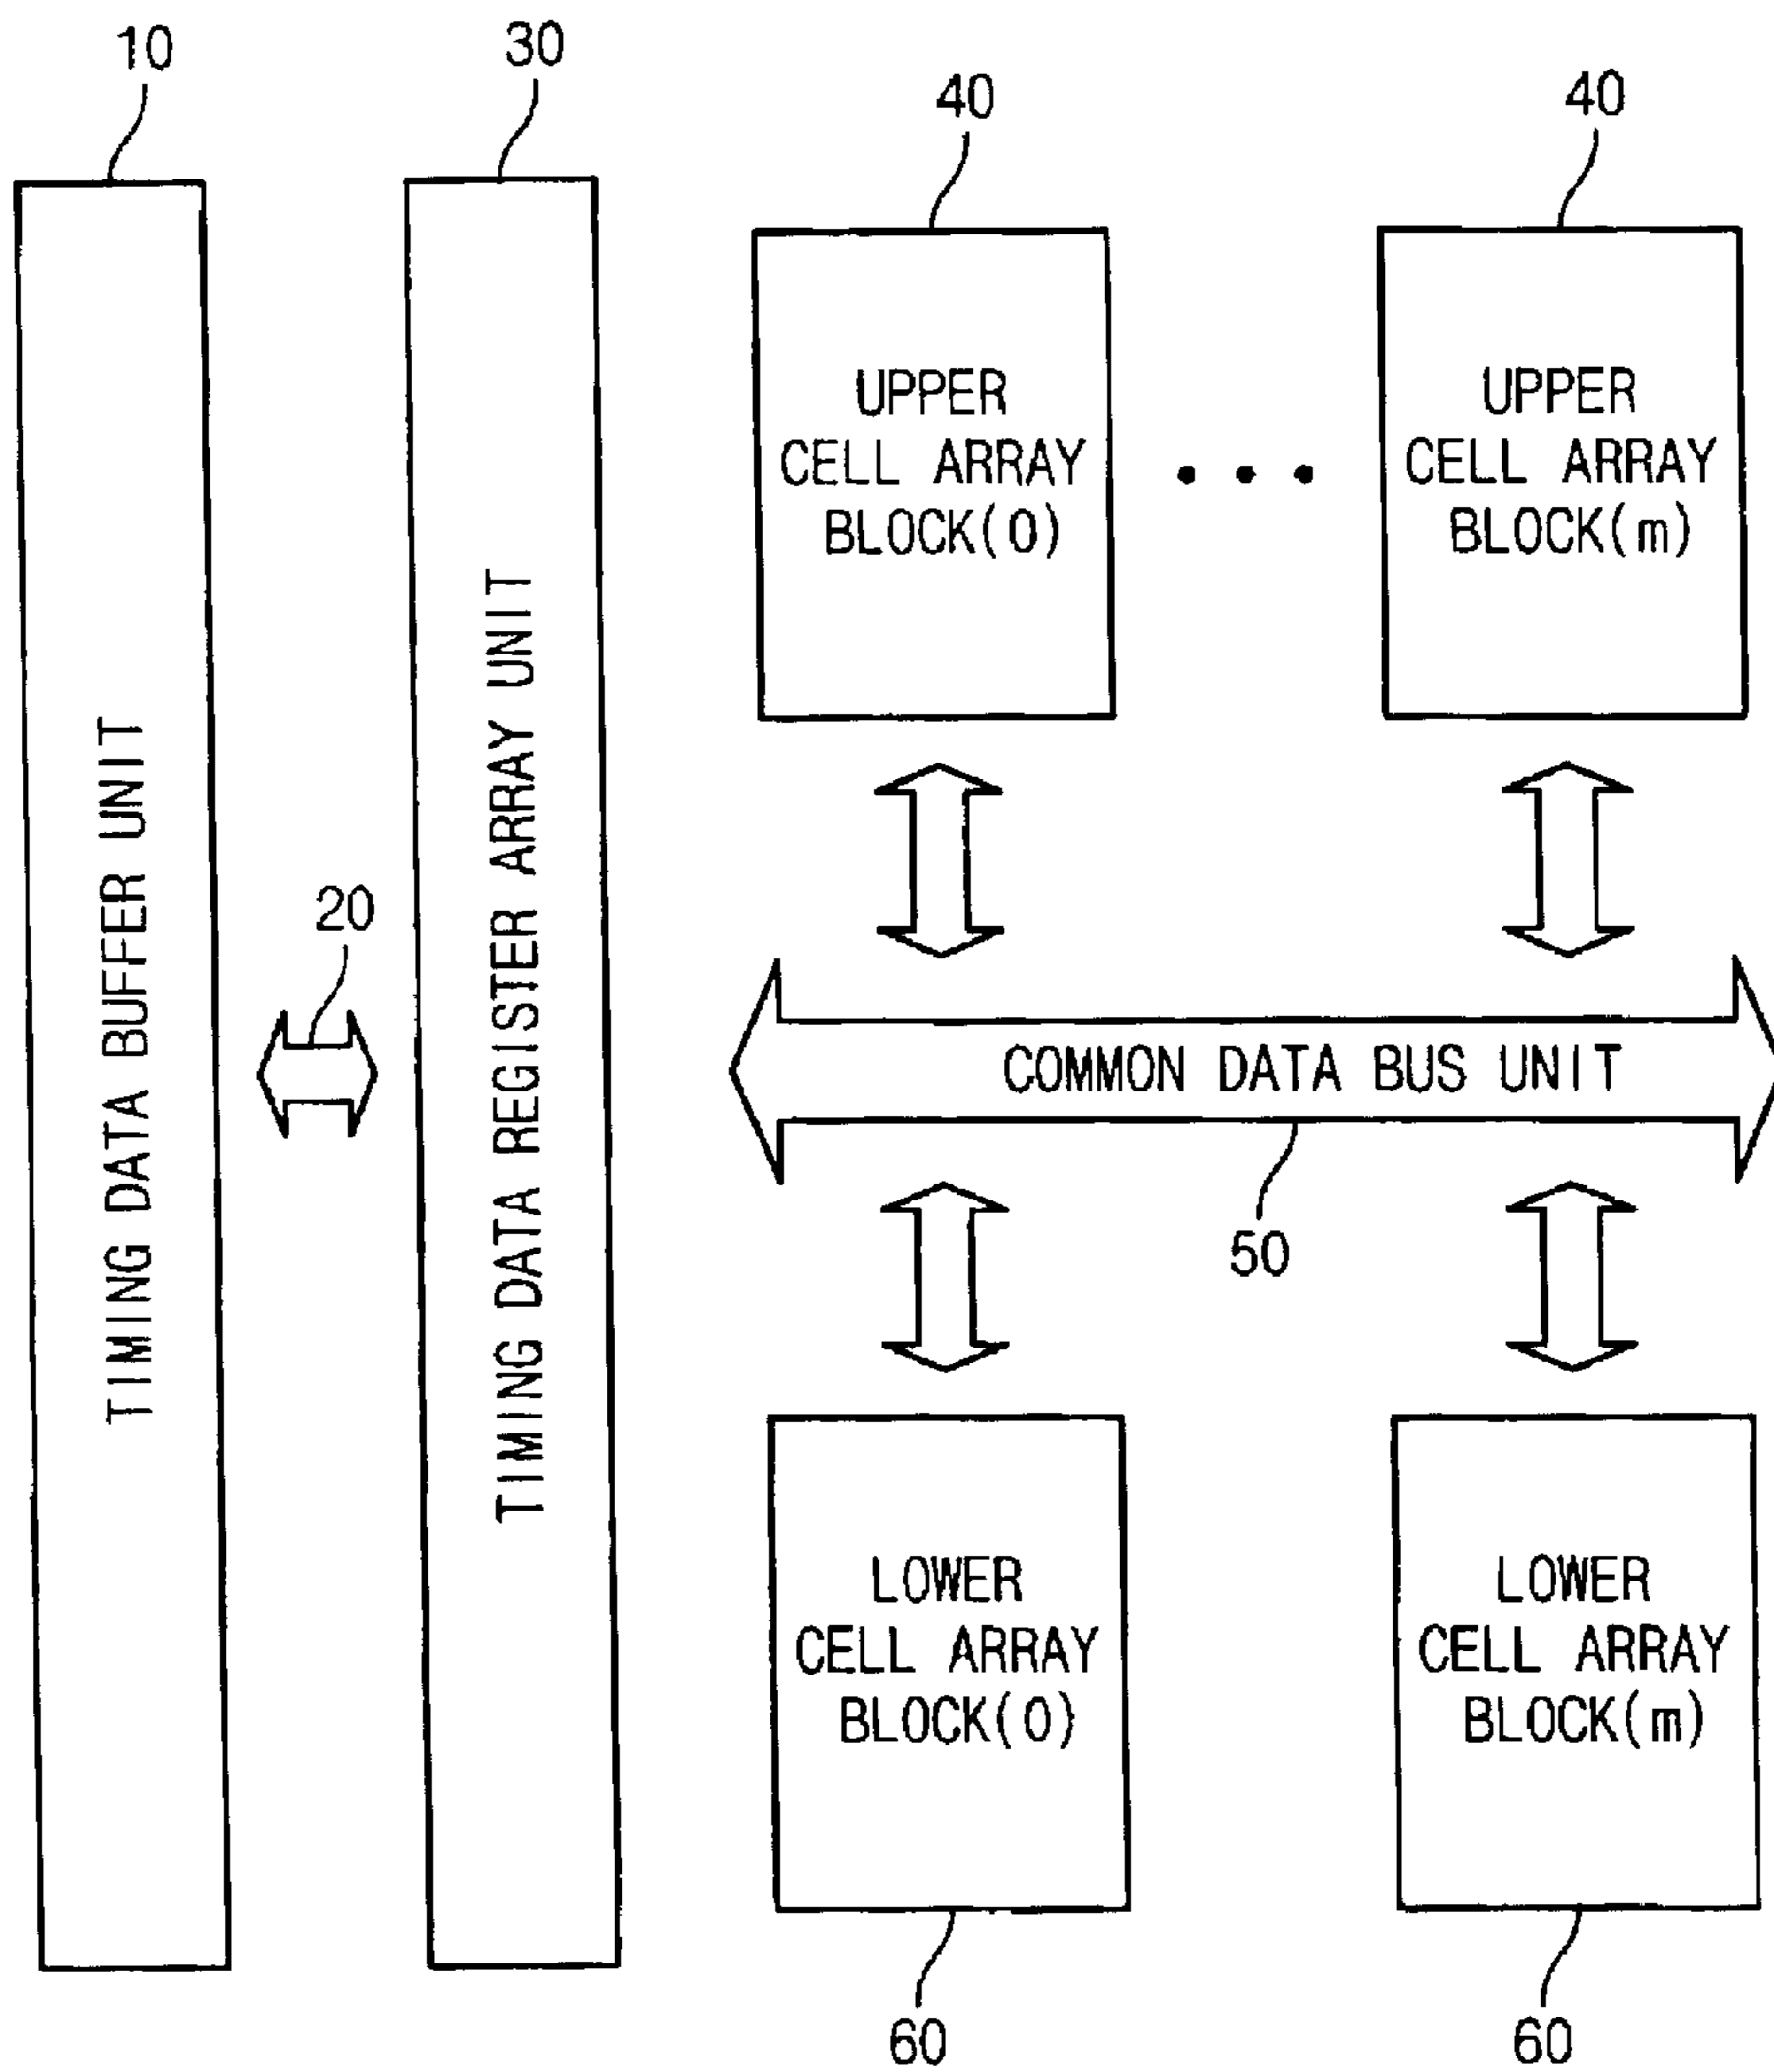 10
30
40
40
UPPER
CELL ARRAY
BLOCK(0)
UPPER
CELL ARRAY
BLOCK(m)
TIMING DATA BUFFER UNIT
20
TIMING DATA REGISTER ARRAY UNIT
COMMON DATA BUS UNIT
50
LOWER
CELL ARRAY
BLOCK(0)
LOWER
CELL ARRAY
BLOCK(m)
60
60